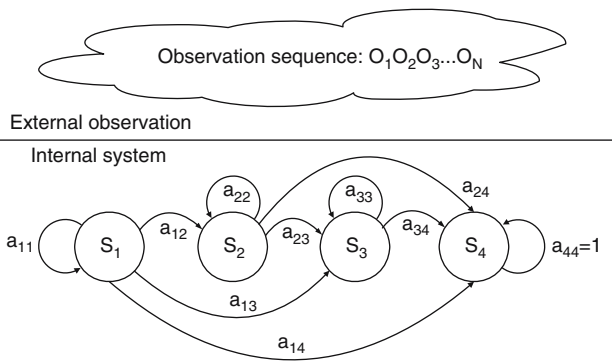 Observation sequence: O₁O₂O₃...O_N
External observation
Internal system
a₂₂
a₃₃
a₂₄
a₁₁
S₁
a₁₂
S₂
a₂₃
S₃
a₃₄
S₄
a₄₄=1
a₁₃
a₁₄